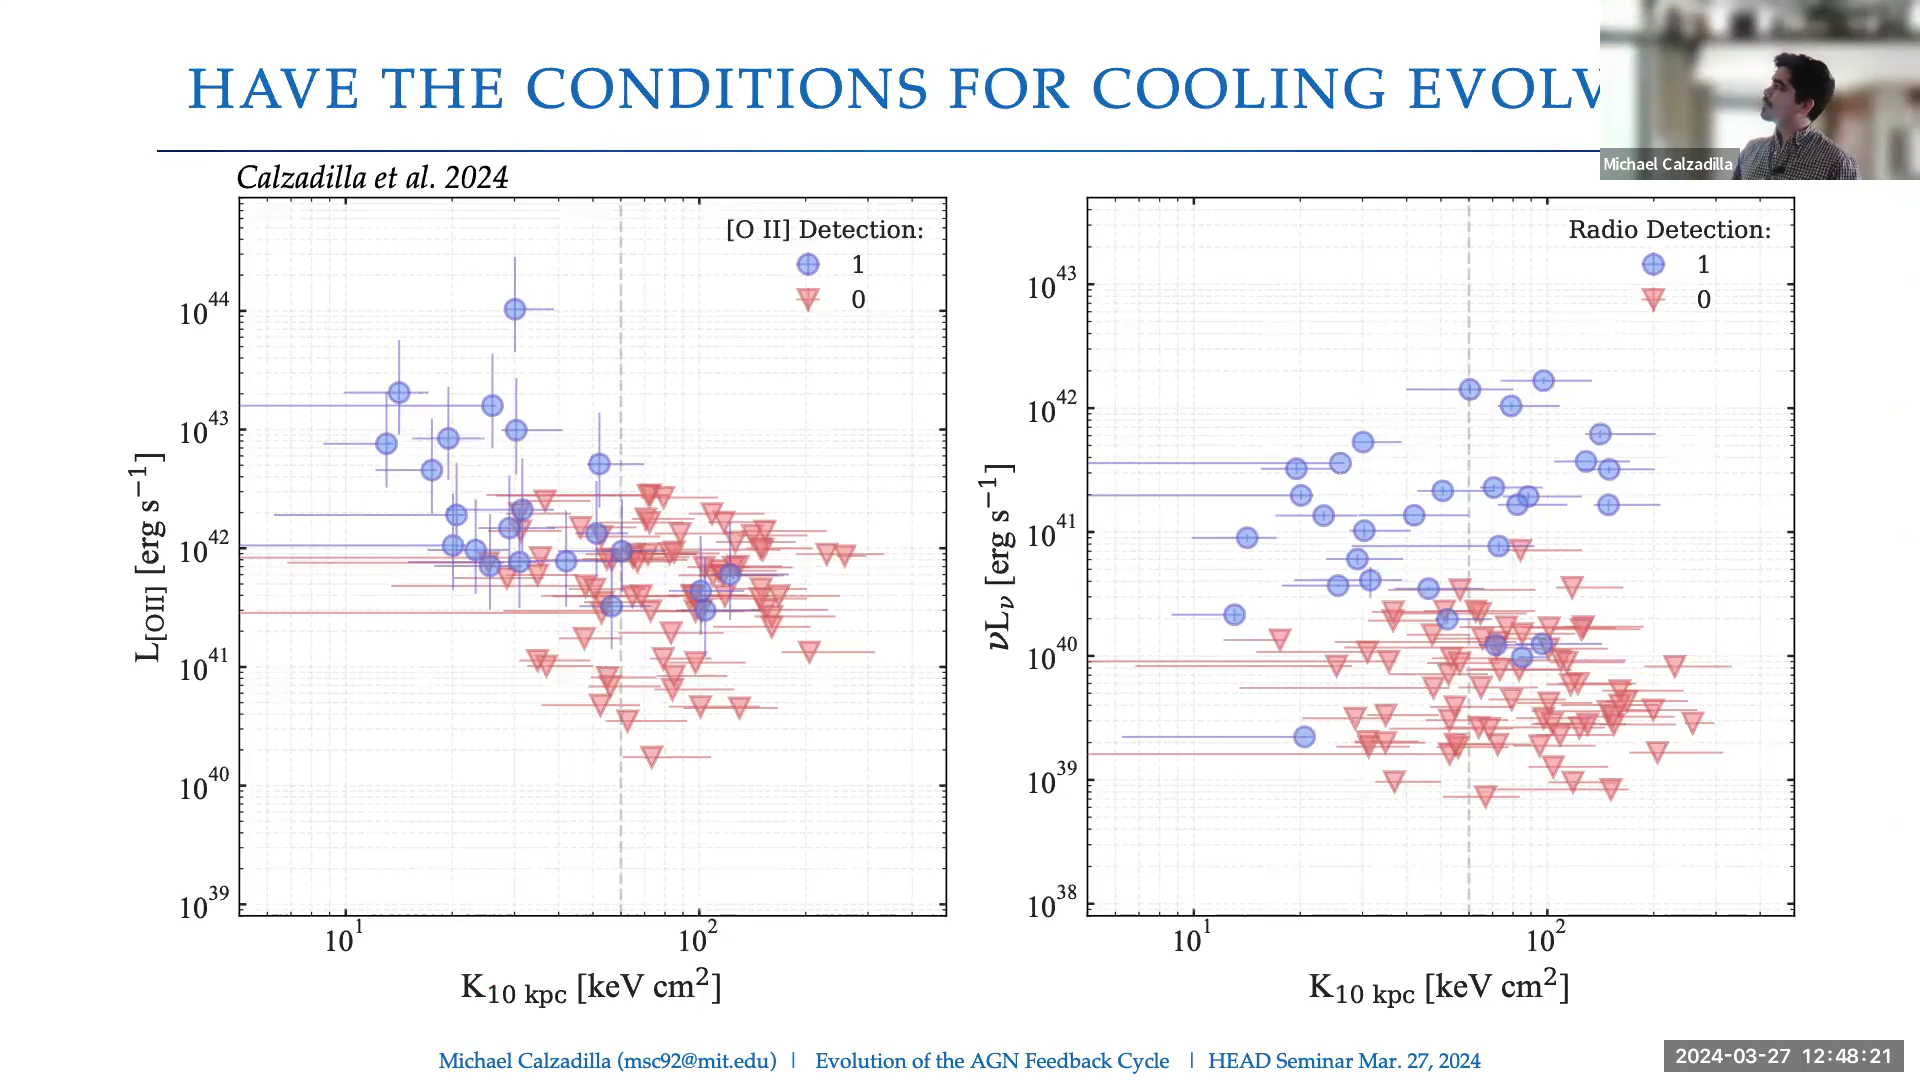 HAVE THE CONDITIONS FOR COOLING EVOLV
Michael Calzadilla
Calzadilla et al. 2024
[O II] Detection:
1
0
10^44
10^43
10^42
10^41
10^40
10^39
L[OII] [erg s−1]
10^1
10^2
K10 kpc [keV cm2]
Radio Detection:
1
0
10^43
10^42
10^41
10^40
10^39
10^38
νLν [erg s−1]
10^1
10^2
K10 kpc [keV cm2]
Michael Calzadilla (msc92@mit.edu) | Evolution of the AGN Feedback Cycle | HEAD Seminar Mar. 27, 2024
2024-03-27 12:48:21